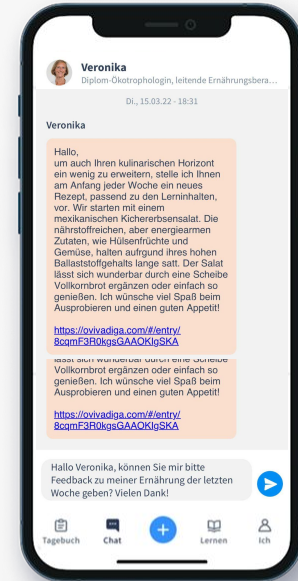 Veronika
Diplom-Ökotrophologin, leitende Ernährungsbera...
Di., 15.03.22 - 18:31
Veronika
Hallo,
um auch Ihren kulinarischen Horizont
ein wenig zu erweitern, stelle ich Ihnen
am Anfang jeder Woche ein neues
Rezept, passend zu den Lerninhalten,
vor. Wir starten mit einem
mexikanischen Kichererbsensalat. Die
nährstoffreichen, aber energiearmen
Zutaten, wie Hülsenfrüchte und
Gemüse, halten aufgrund ihres hohen
Ballaststoffgehalts lange satt. Der Salat
lässt sich wunderbar durch eine Scheibe
Vollkornbrot ergänzen oder einfach so
genießen. Ich wünsche viel Spaß beim
Ausprobieren und einen guten Appetit!
https://ovivadiga.com/#/entry/
8cqmF3R0kgsGAAOKIgSKA
lässt sich wunderbar durch eine Scheibe
Vollkornbrot ergänzen oder einfach so
genießen. Ich wünsche viel Spaß beim
Ausprobieren und einen guten Appetit!
https://ovivadiga.com/#/entry/
8cqmF3R0kgsGAAOKIgSKA
Hallo Veronika, können Sie mir bitte
Feedback zu meiner Ernährung der letzten
Woche geben? Vielen Dank!
Tagebuch
Chat
Lernen
Ich